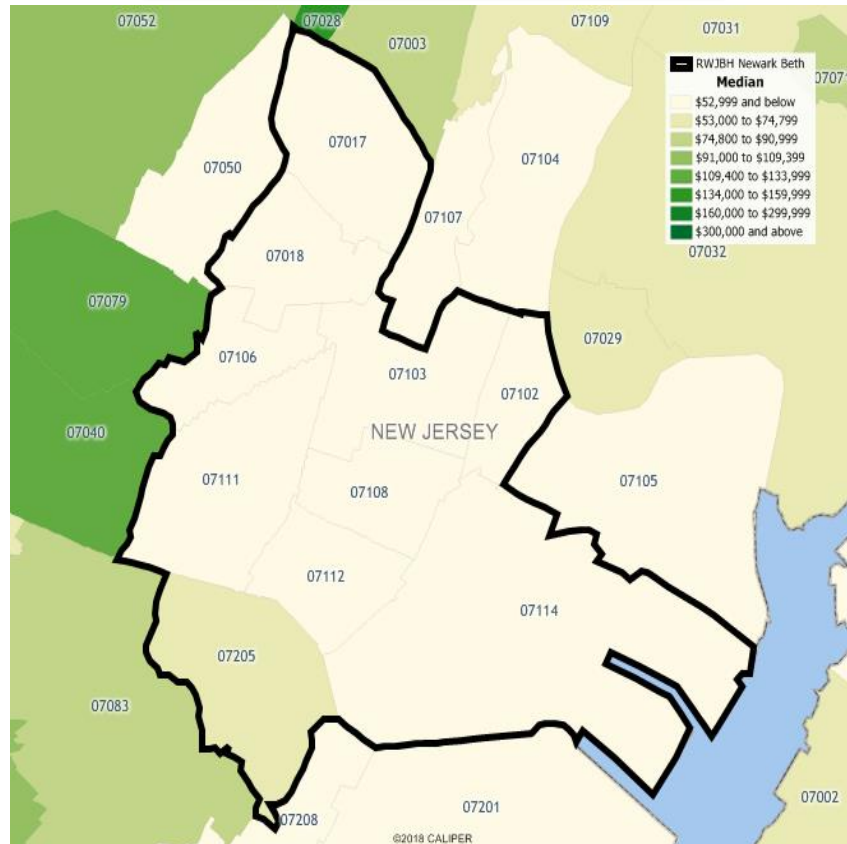 07052
07028
07003
07109
07031
RWJBH Newark Beth
Median
$52,999 and below
$53,000 to $74,799
$74,800 to $90,999
$91,000 to $109,399
$109,400 to $133,999
$134,000 to $159,999
$160,000 to $299,999
$300,000 and above
07071
07017
07050
07104
07107
07018
07032
07079
07029
07106
07103
07102
07040
NEW JERSEY
07111
07108
07105
07112
07114
07205
07083
07002
07208
07201
©2018 CALIPER